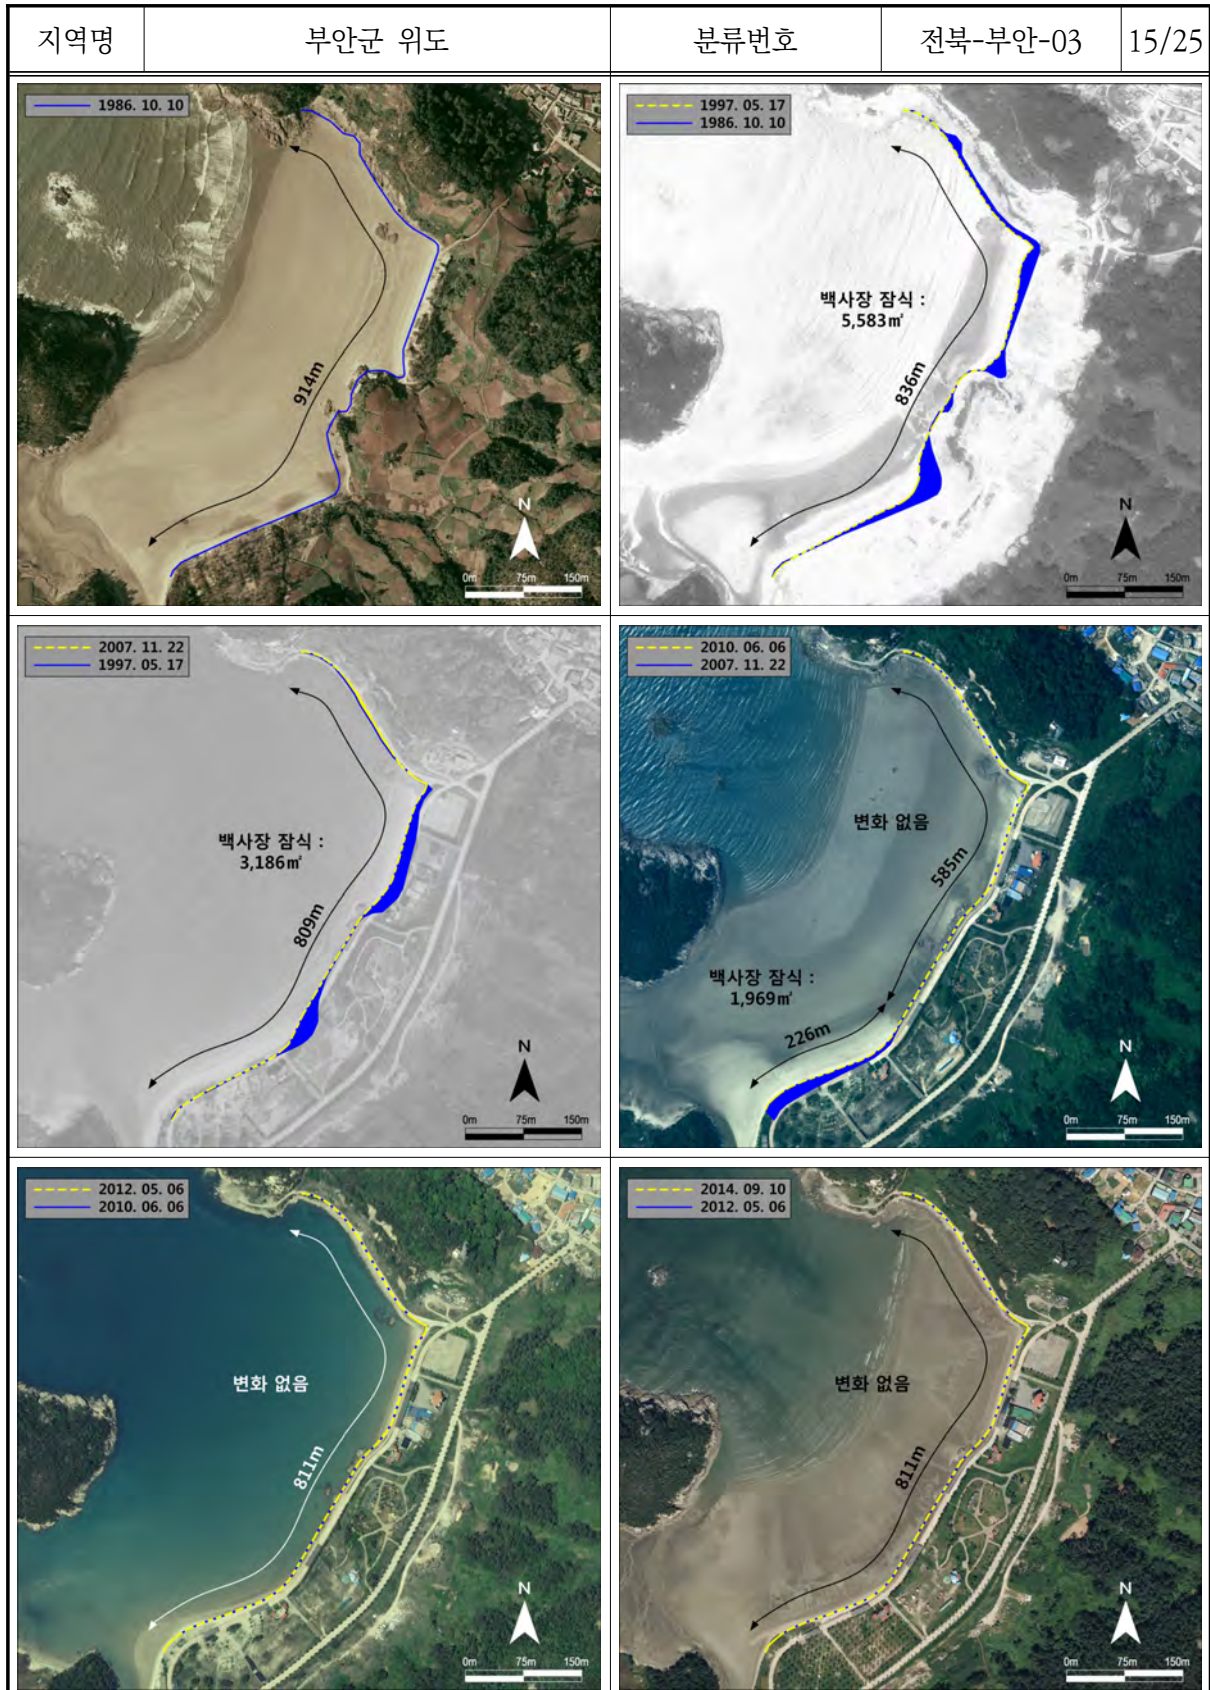 지역명 부안군 위도 분류번호 전북-부안-03 15/25
1986. 10. 10
914m
N
0m 75m 150m
1997. 05. 17
1986. 10. 10
백사장 잠식 :
5,583㎡
836m
N
0m 75m 150m
2007. 11. 22
1997. 05. 17
백사장 잠식 :
3,186㎡
809m
N
0m 75m 150m
2010. 06. 06
2007. 11. 22
변화 없음
585m
백사장 잠식 :
1,969㎡
226m
N
0m 75m 150m
2012. 05. 06
2010. 06. 06
변화 없음
811m
N
0m 75m 150m
2014. 09. 10
2012. 05. 06
변화 없음
811m
N
0m 75m 150m